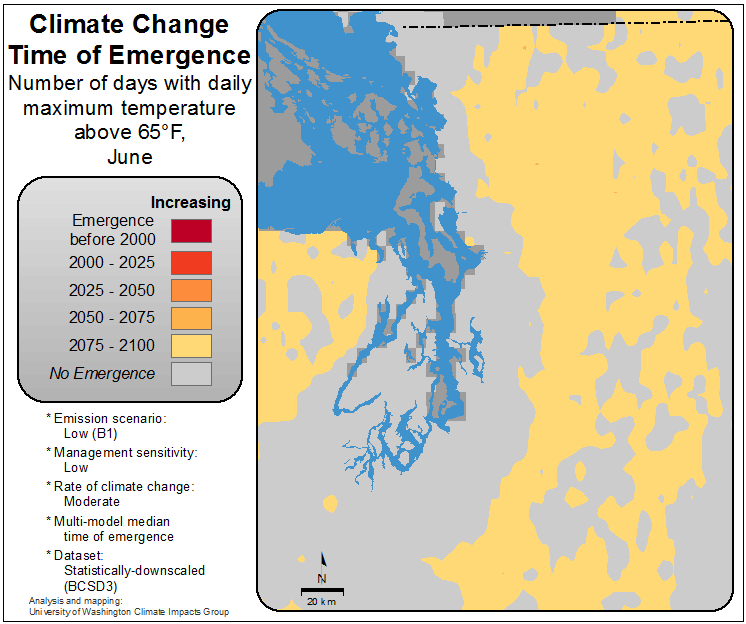 Climate Change
Time of Emergence
Number of days with daily
maximum temperature
above 65°F,
June
Increasing
Emergence
before 2000
2000 - 2025
2025 - 2050
2050 - 2075
2075 - 2100
No Emergence
* Emission scenario:
Low (B1)
* Management sensitivity:
Low
* Rate of climate change:
Moderate
* Multi-model median
time of emergence
* Dataset:
Statistically-downscaled
(BCSD3)
Analysis and mapping:
University of Washington Climate Impacts Group
N
20 km